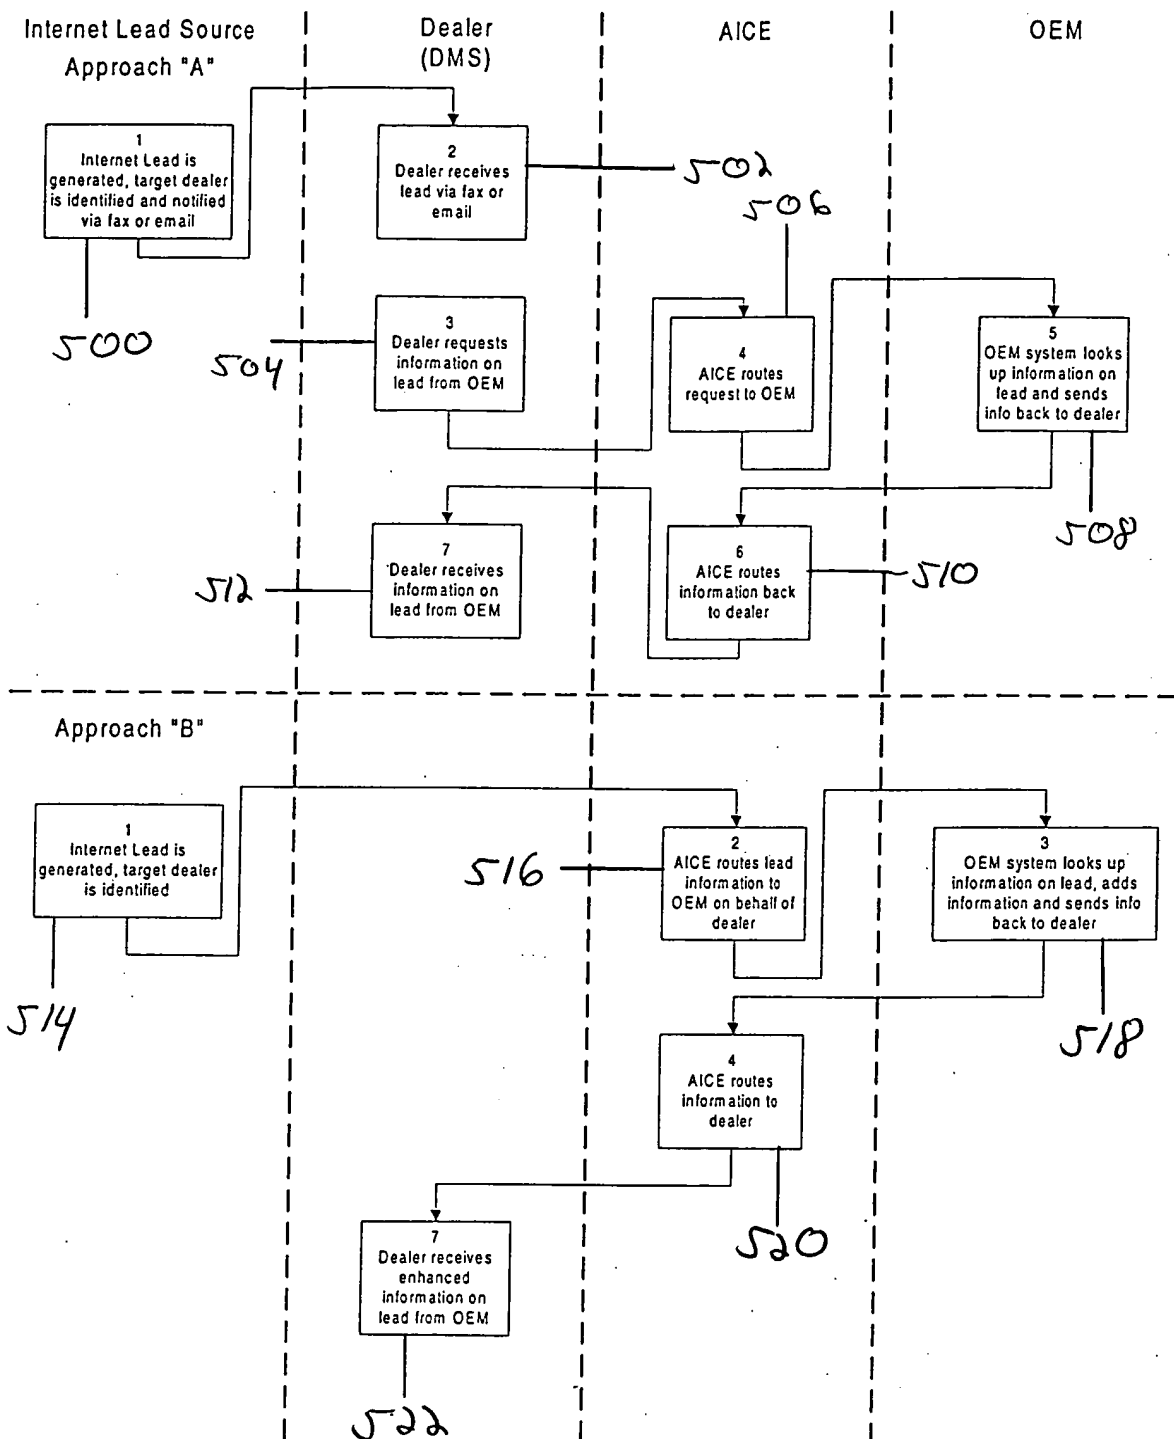 Internet Lead Source
Approach "A"
Dealer
(DMS)
AICE
OEM
1
Internet Lead is
generated, target dealer
is identified and notified
via fax or email
500
2
Dealer receives
lead via fax or
email
502
3
Dealer requests
information on
lead from OEM
504
506
4
AICE routes
request to OEM
5
OEM system looks
up information on
lead and sends
info back to dealer
508
6
AICE routes
information back
to dealer
510
7
Dealer receives
information on
lead from OEM
512
Approach "B"
1
Internet Lead is
generated, target dealer
is identified
514
2
AICE routes lead
information to
OEM on behalf of
dealer
516
3
OEM system looks up
information on lead, adds
information and sends info
back to dealer
518
4
AICE routes
information to
dealer
520
7
Dealer receives
enhanced
information on
lead from OEM
522